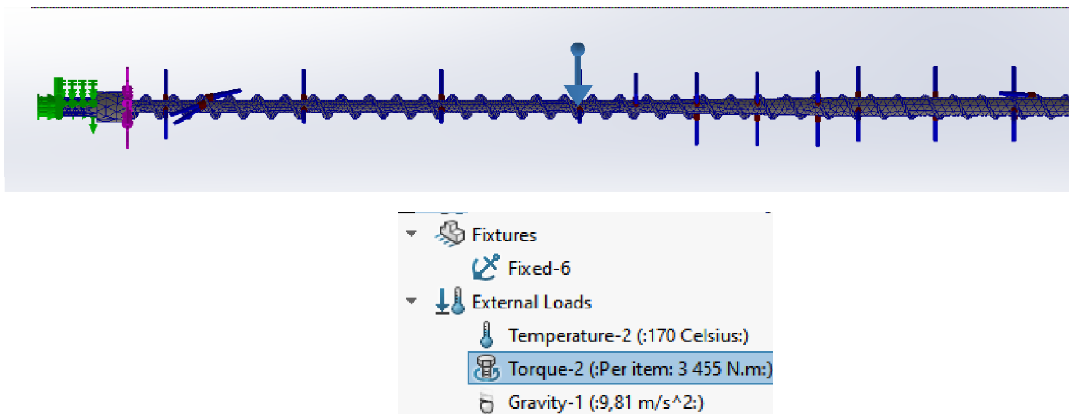 Fixtures
Fixed-6
External Loads
Temperature-2 (:170 Celsius:)
Torque-2 (:Per item: 3 455 N.m:)
Gravity-1 (:9,81 m/s^2:)